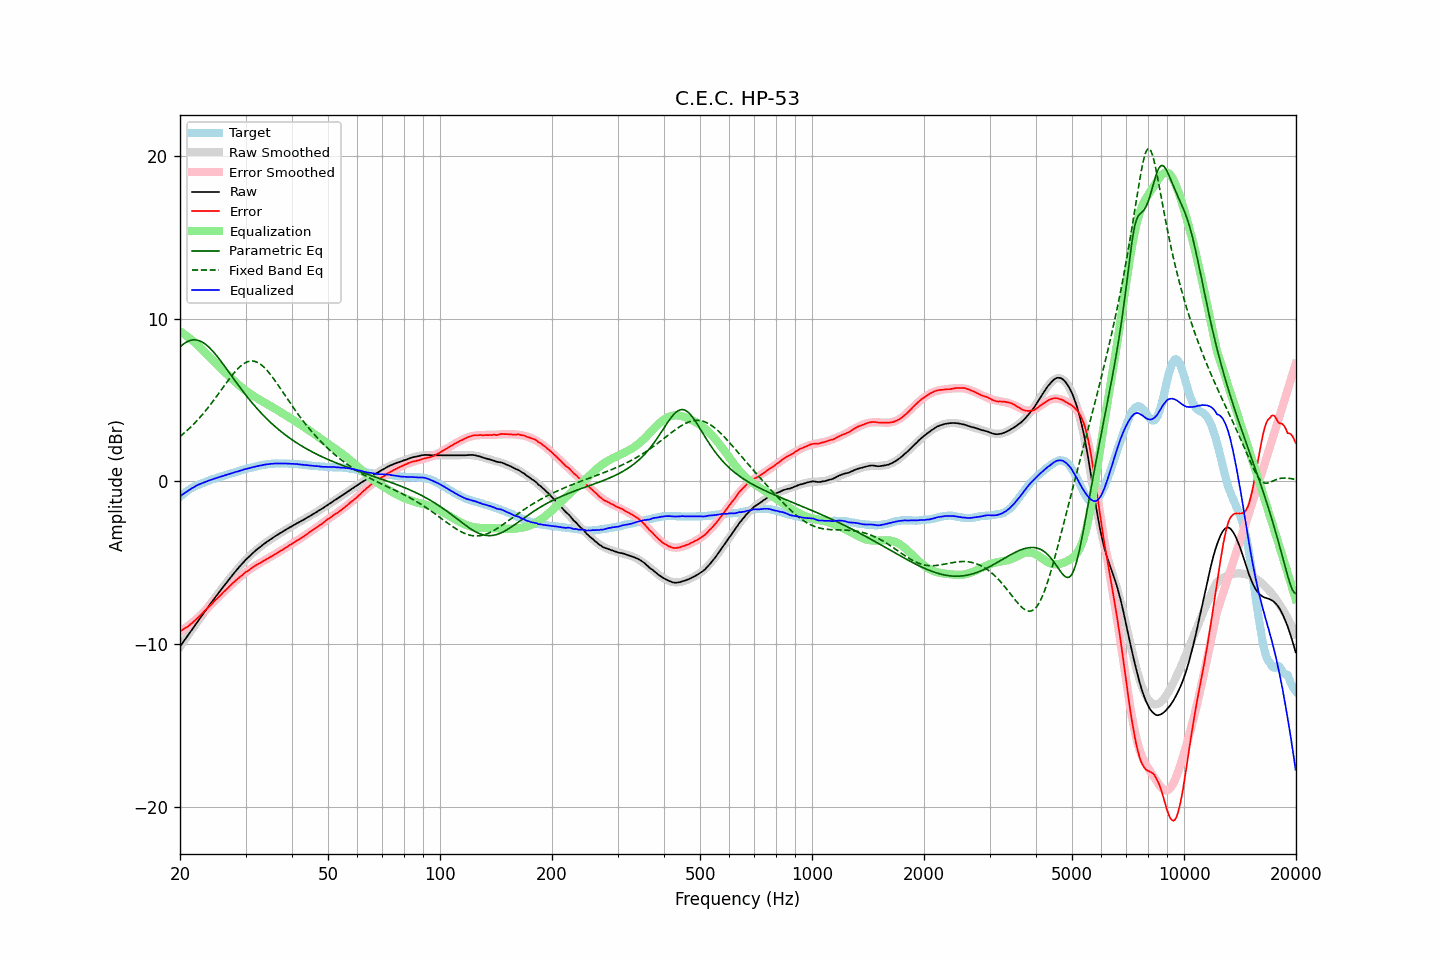 C.E.C. HP-53
Target
Raw Smoothed
Error Smoothed
Raw
Error
Equalization
Parametric Eq
Fixed Band Eq
Equalized
Amplitude (dBr)
20
10
0
−10
−20
20
50
100
200
500
1000
2000
5000
10000
20000
Frequency (Hz)